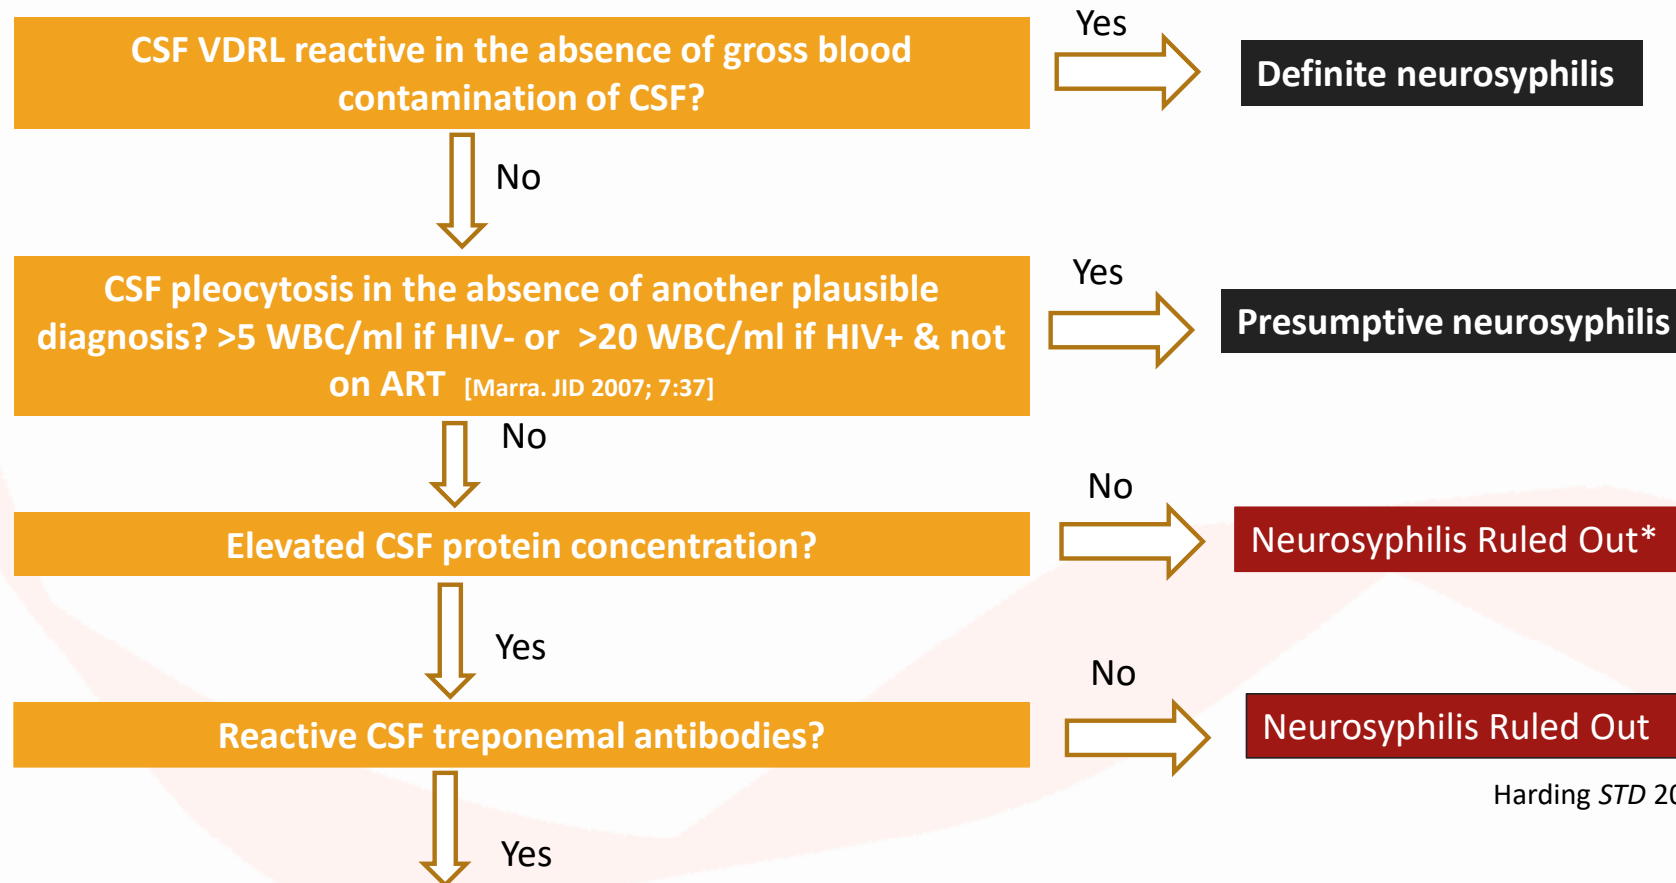 CSF VDRL reactive in the absence of gross blood
contamination of CSF?
Yes
Definite neurosyphilis
No
CSF pleocytosis in the absence of another plausible
diagnosis? >5 WBC/ml if HIV- or >20 WBC/ml if HIV+ & not
on ART [Marra. JID 2007; 7:37]
Yes
Presumptive neurosyphilis
No
Elevated CSF protein concentration?
No
Neurosyphilis Ruled Out*
Yes
Reactive CSF treponemal antibodies?
No
Neurosyphilis Ruled Out
Harding STD 20
Yes